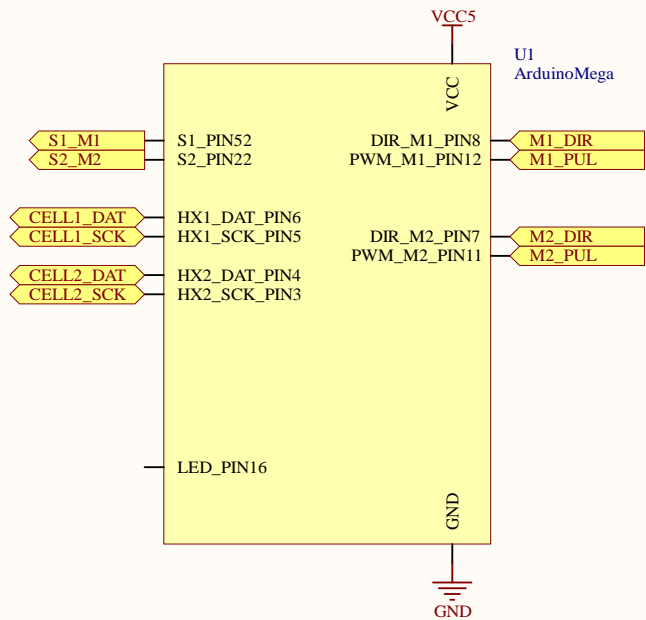 VCC5
U1
ArduinoMega
VCC
S1_M1 S1_PIN52 DIR_M1_PIN8 M1_DIR
S2_M2 S2_PIN22 PWM_M1_PIN12 M1_PUL
CELL1_DAT HX1_DAT_PIN6
CELL1_SCK HX1_SCK_PIN5 DIR_M2_PIN7 M2_DIR
PWM_M2_PIN11 M2_PUL
CELL2_DAT HX2_DAT_PIN4
CELL2_SCK HX2_SCK_PIN3
LED_PIN16
GND
GND